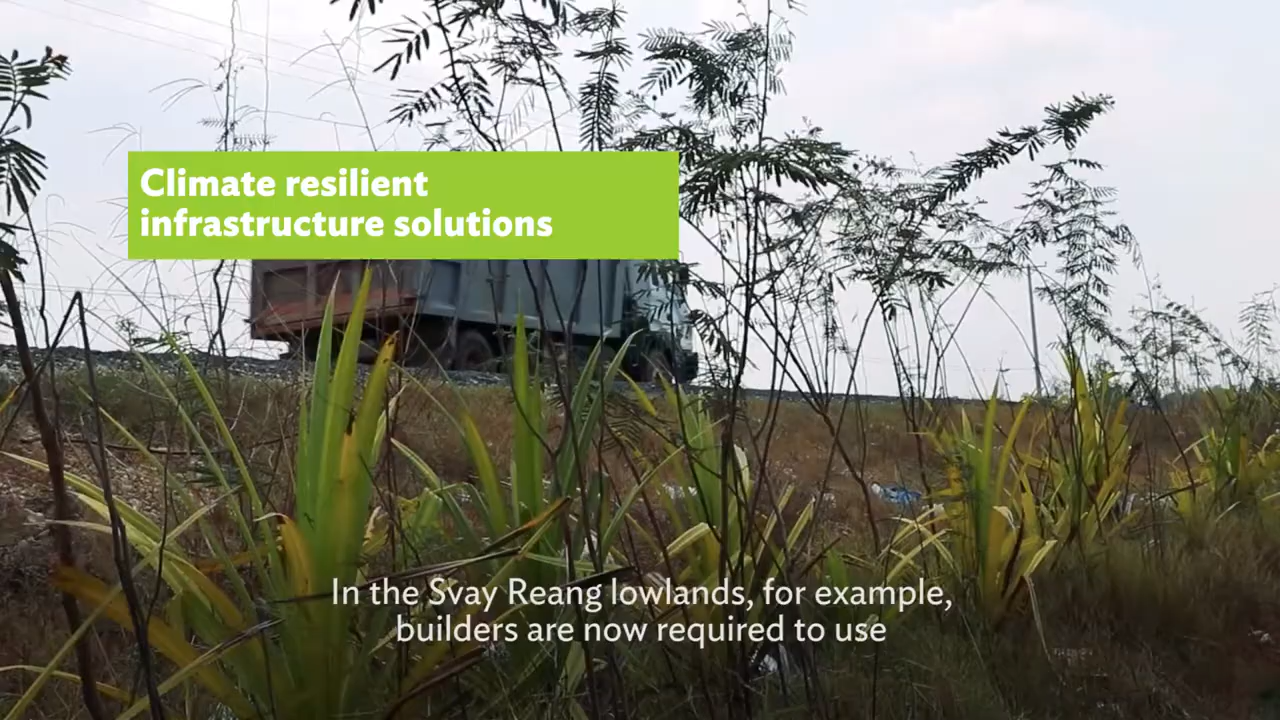 Climate resilient
infrastructure solutions
In the Svay Reang lowlands, for example,
builders are now required to use